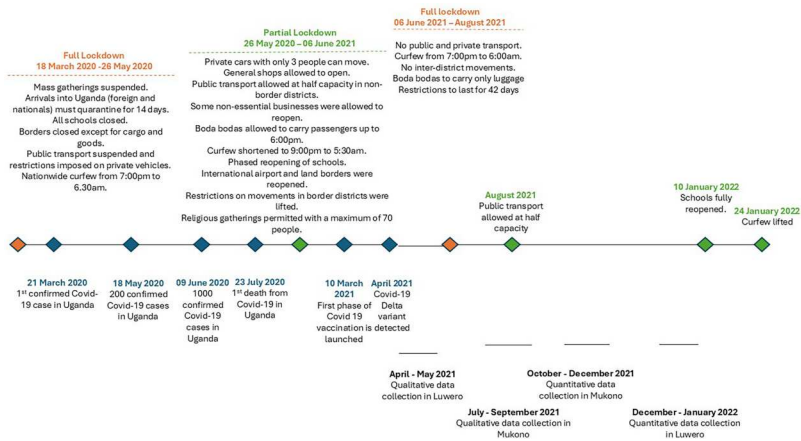 Full Lockdown
18 March 2020 -26 May 2020
Mass gatherings suspended.
Arrivals into Uganda (foreign and
nationals) must quarantine for 14 days.
All schools closed.
Borders closed except for cargo and
goods.
Public transport suspended and
restrictions imposed on private vehicles.
Nationwide curfew from 7:00pm to
6.30am.
Partial Lockdown
26 May 2020 – 06 June 2021
Private cars with only 3 people can move.
General shops allowed to open.
Public transport allowed at half capacity in non-
border districts.
Some non-essential businesses were allowed to
reopen.
Boda bodas allowed to carry passengers up to
6:00pm.
Curfew shortened to 9:00pm to 5:30am.
Phased reopening of schools.
International airport and land borders were
reopened.
Restrictions on movements in border districts were
lifted.
Religious gatherings permitted with a maximum of 70
people.
Full lockdown
06 June 2021 – August 2021
No public and private transport.
Curfew from 7:00pm to 6:00am.
No inter-district movements.
Boda bodas to carry only luggage
Restrictions to last for 42 days
August 2021
Public transport
allowed at half
capacity
10 January 2022
Schools fully
reopened.
24 January 2022
Curfew lifted
21 March 2020
1st confirmed Covid-
19 case in Uganda
18 May 2020
200 confirmed
Covid-19 cases
in Uganda
09 June 2020
1000
confirmed
Covid-19
cases in
Uganda
23 July 2020
1st death from
Covid-19 in
Uganda
10 March
2021
First phase of
Covid 19
vaccination is
launched
April 2021
Covid-19
Delta
variant
detected
April - May 2021
Qualitative data
collection in Luwero
July - September 2021
Qualitative data collection in
Mukono
October - December 2021
Quantitative data
collection in Mukono
December - January 2022
Quantitative data collection
in Luwero